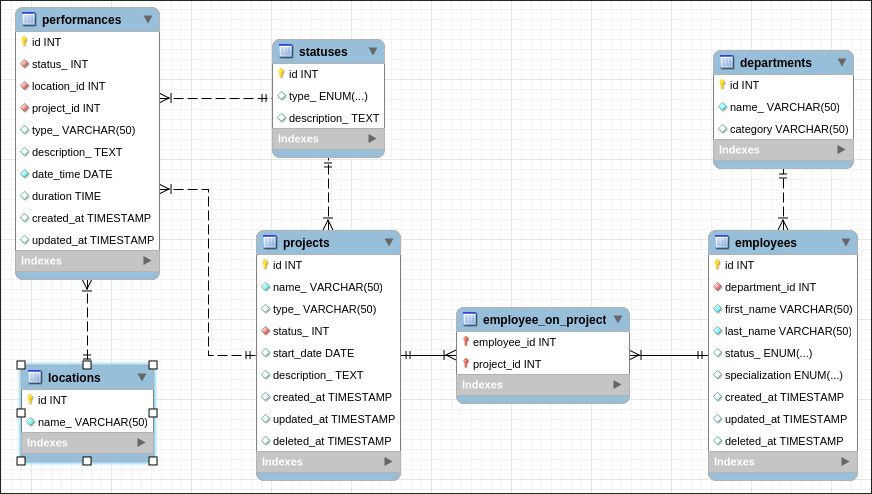 performances
id INT
status_ INT
location_id INT
project_id INT
type_ VARCHAR(50)
description_ TEXT
date_time DATE
duration TIME
created_at TIMESTAMP
updated_at TIMESTAMP
Indexes
statuses
id INT
type_ ENUM(...)
description_ TEXT
Indexes
departments
id INT
name_ VARCHAR(50)
category VARCHAR(50)
Indexes
projects
id INT
name_ VARCHAR(50)
type_ VARCHAR(50)
status_ INT
start_date DATE
description_ TEXT
created_at TIMESTAMP
updated_at TIMESTAMP
deleted_at TIMESTAMP
Indexes
employee_on_project
employee_id INT
project_id INT
Indexes
employees
id INT
department_id INT
first_name VARCHAR(50)
last_name VARCHAR(50)
status_ ENUM(...)
specialization ENUM(...)
created_at TIMESTAMP
updated_at TIMESTAMP
deleted_at TIMESTAMP
Indexes
locations
id INT
name_ VARCHAR(50)
Indexes